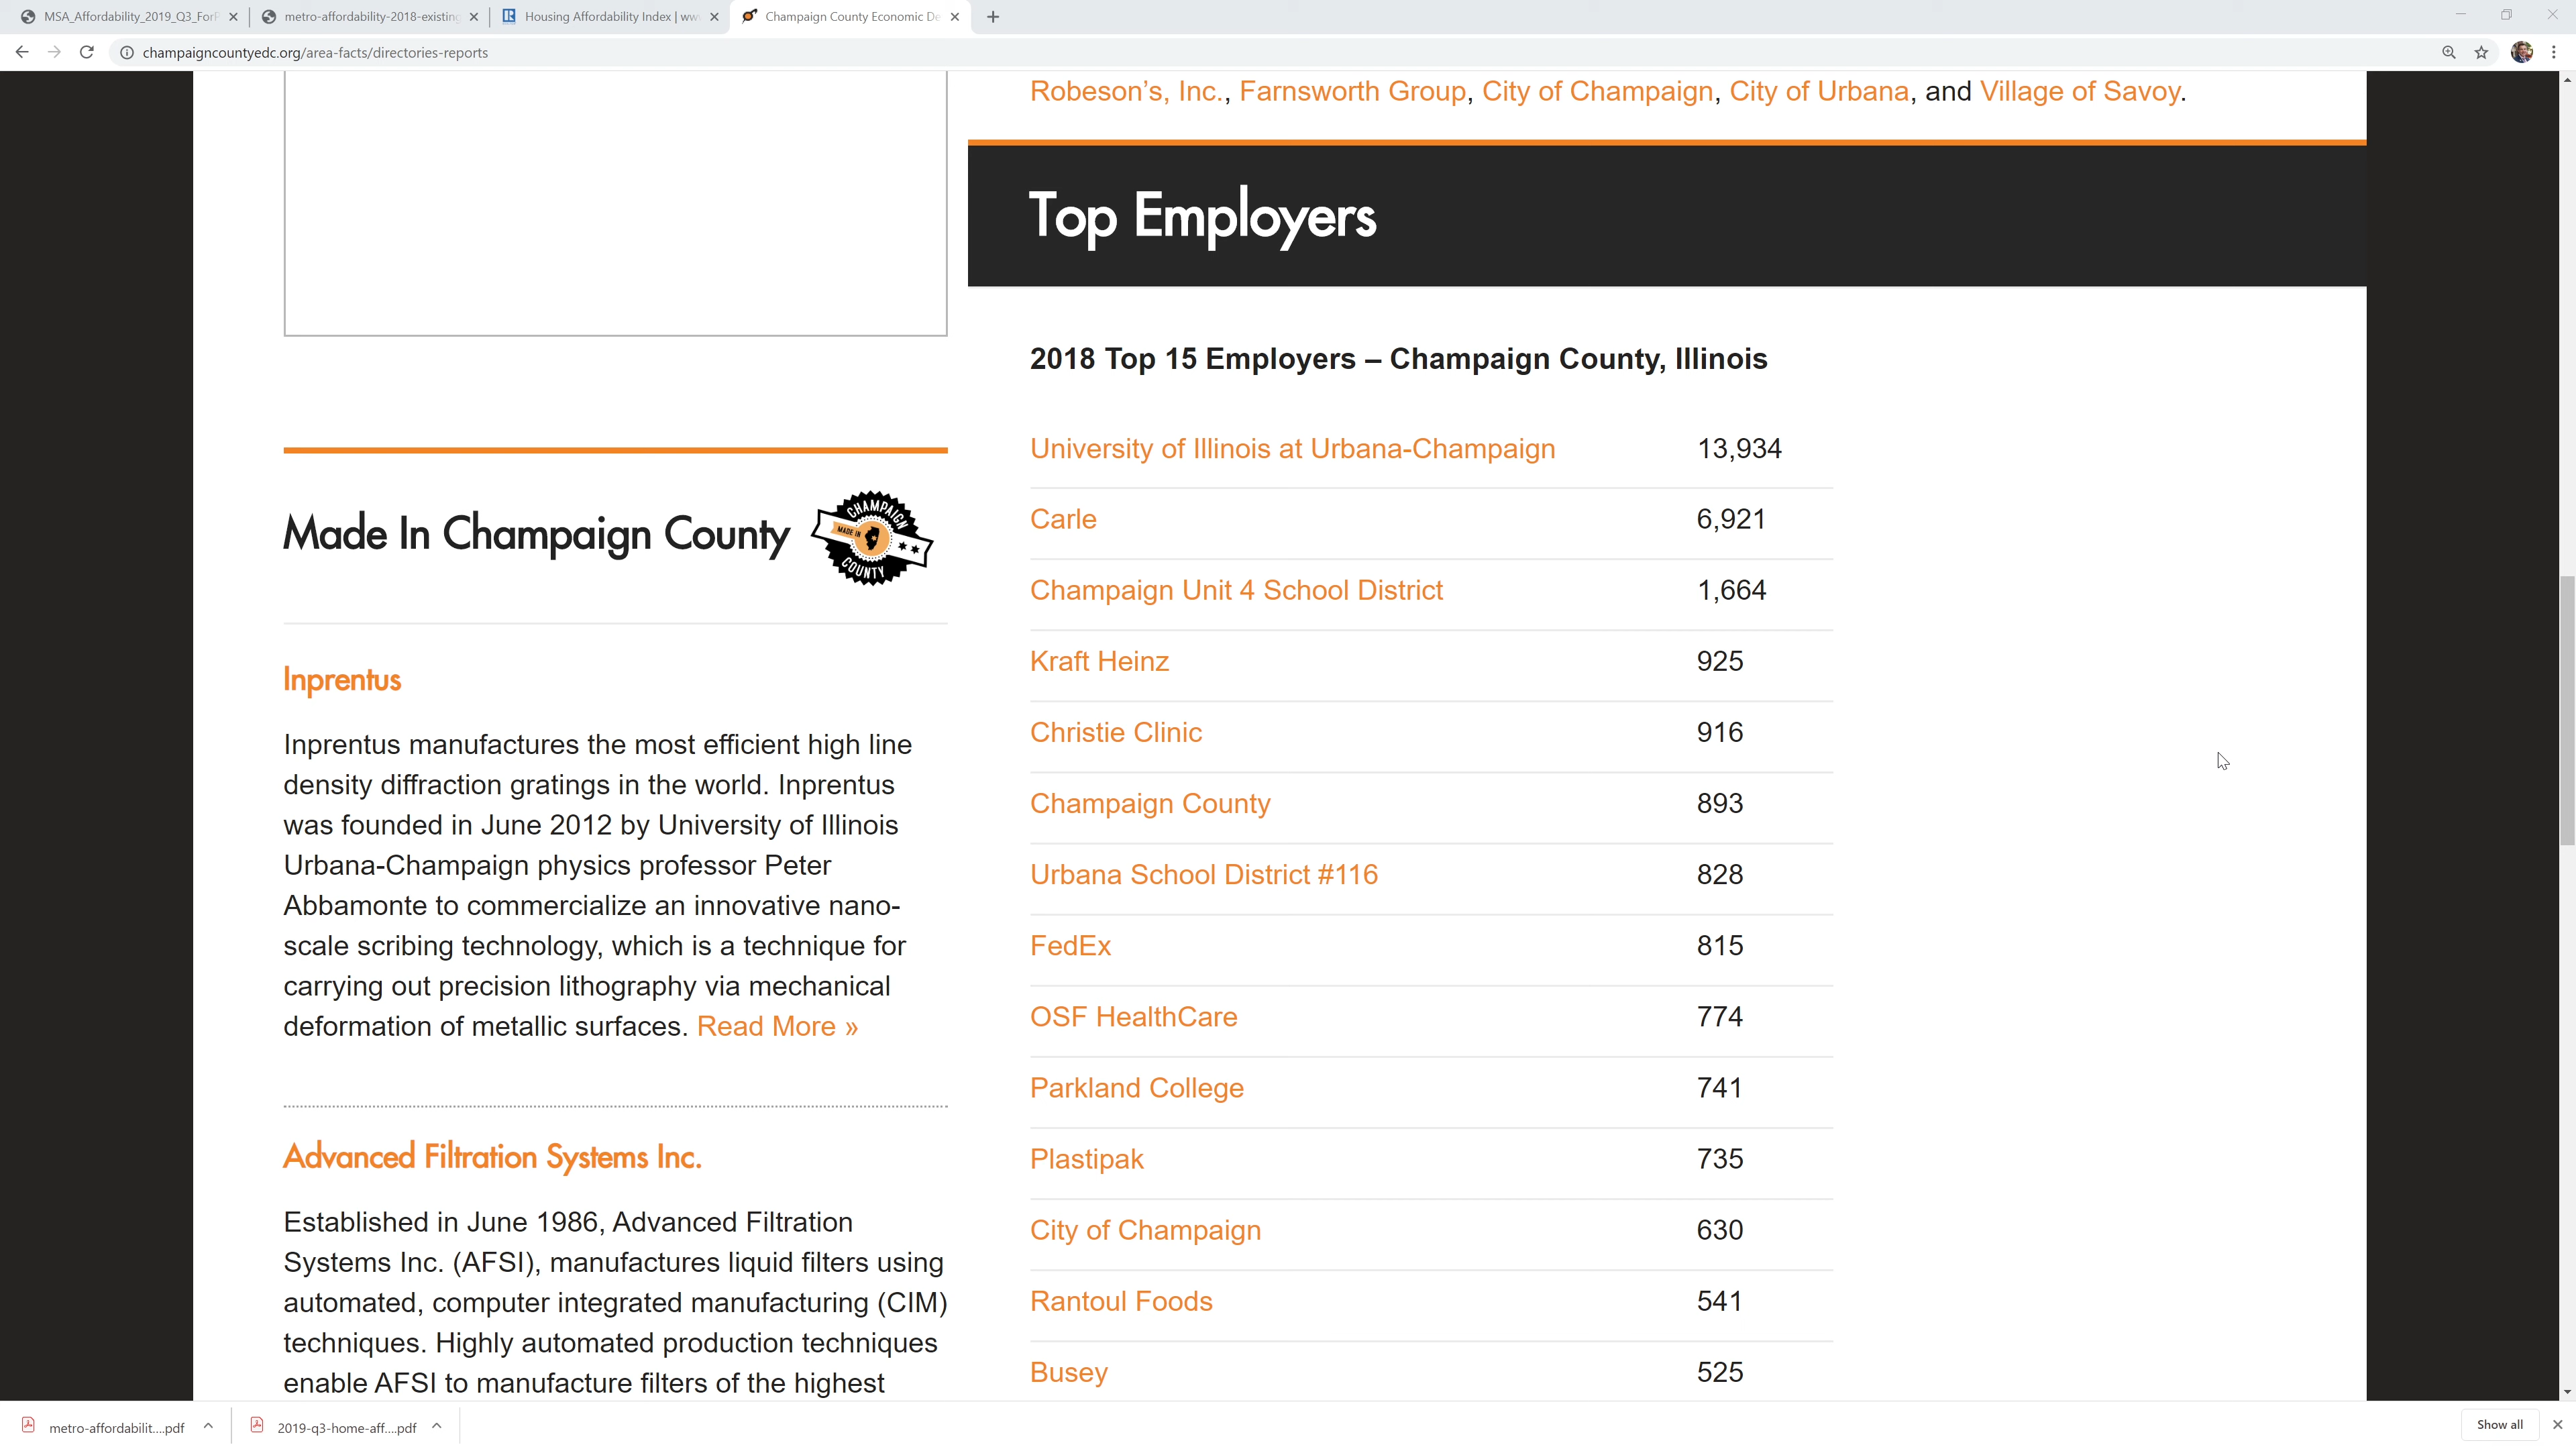 MSA_Affordability_2019_Q3_ForR
metro-affordability-2018-existing
Housing Affordability Index | ww
Champaign County Economic De
champaigncountyedc.org/area-facts/directories-reports
Robeson's, Inc., Farnsworth Group, City of Champaign, City of Urbana, and Village of Savoy.
Top Employers
2018 Top 15 Employers – Champaign County, Illinois
University of Illinois at Urbana-Champaign 13,934
Carle 6,921
Champaign Unit 4 School District 1,664
Kraft Heinz 925
Christie Clinic 916
Champaign County 893
Urbana School District #116 828
FedEx 815
OSF HealthCare 774
Parkland College 741
Plastipak 735
City of Champaign 630
Rantoul Foods 541
Busey 525
Made In Champaign County
CHAMPAIGN
MADE IN
COUNTY
Inprentus
Inprentus manufactures the most efficient high line
density diffraction gratings in the world. Inprentus
was founded in June 2012 by University of Illinois
Urbana-Champaign physics professor Peter
Abbamonte to commercialize an innovative nano-
scale scribing technology, which is a technique for
carrying out precision lithography via mechanical
deformation of metallic surfaces. Read More »
Advanced Filtration Systems Inc.
Established in June 1986, Advanced Filtration
Systems Inc. (AFSI), manufactures liquid filters using
automated, computer integrated manufacturing (CIM)
techniques. Highly automated production techniques
enable AFSI to manufacture filters of the highest
metro-affordabilit....pdf
2019-q3-home-aff....pdf
Show all